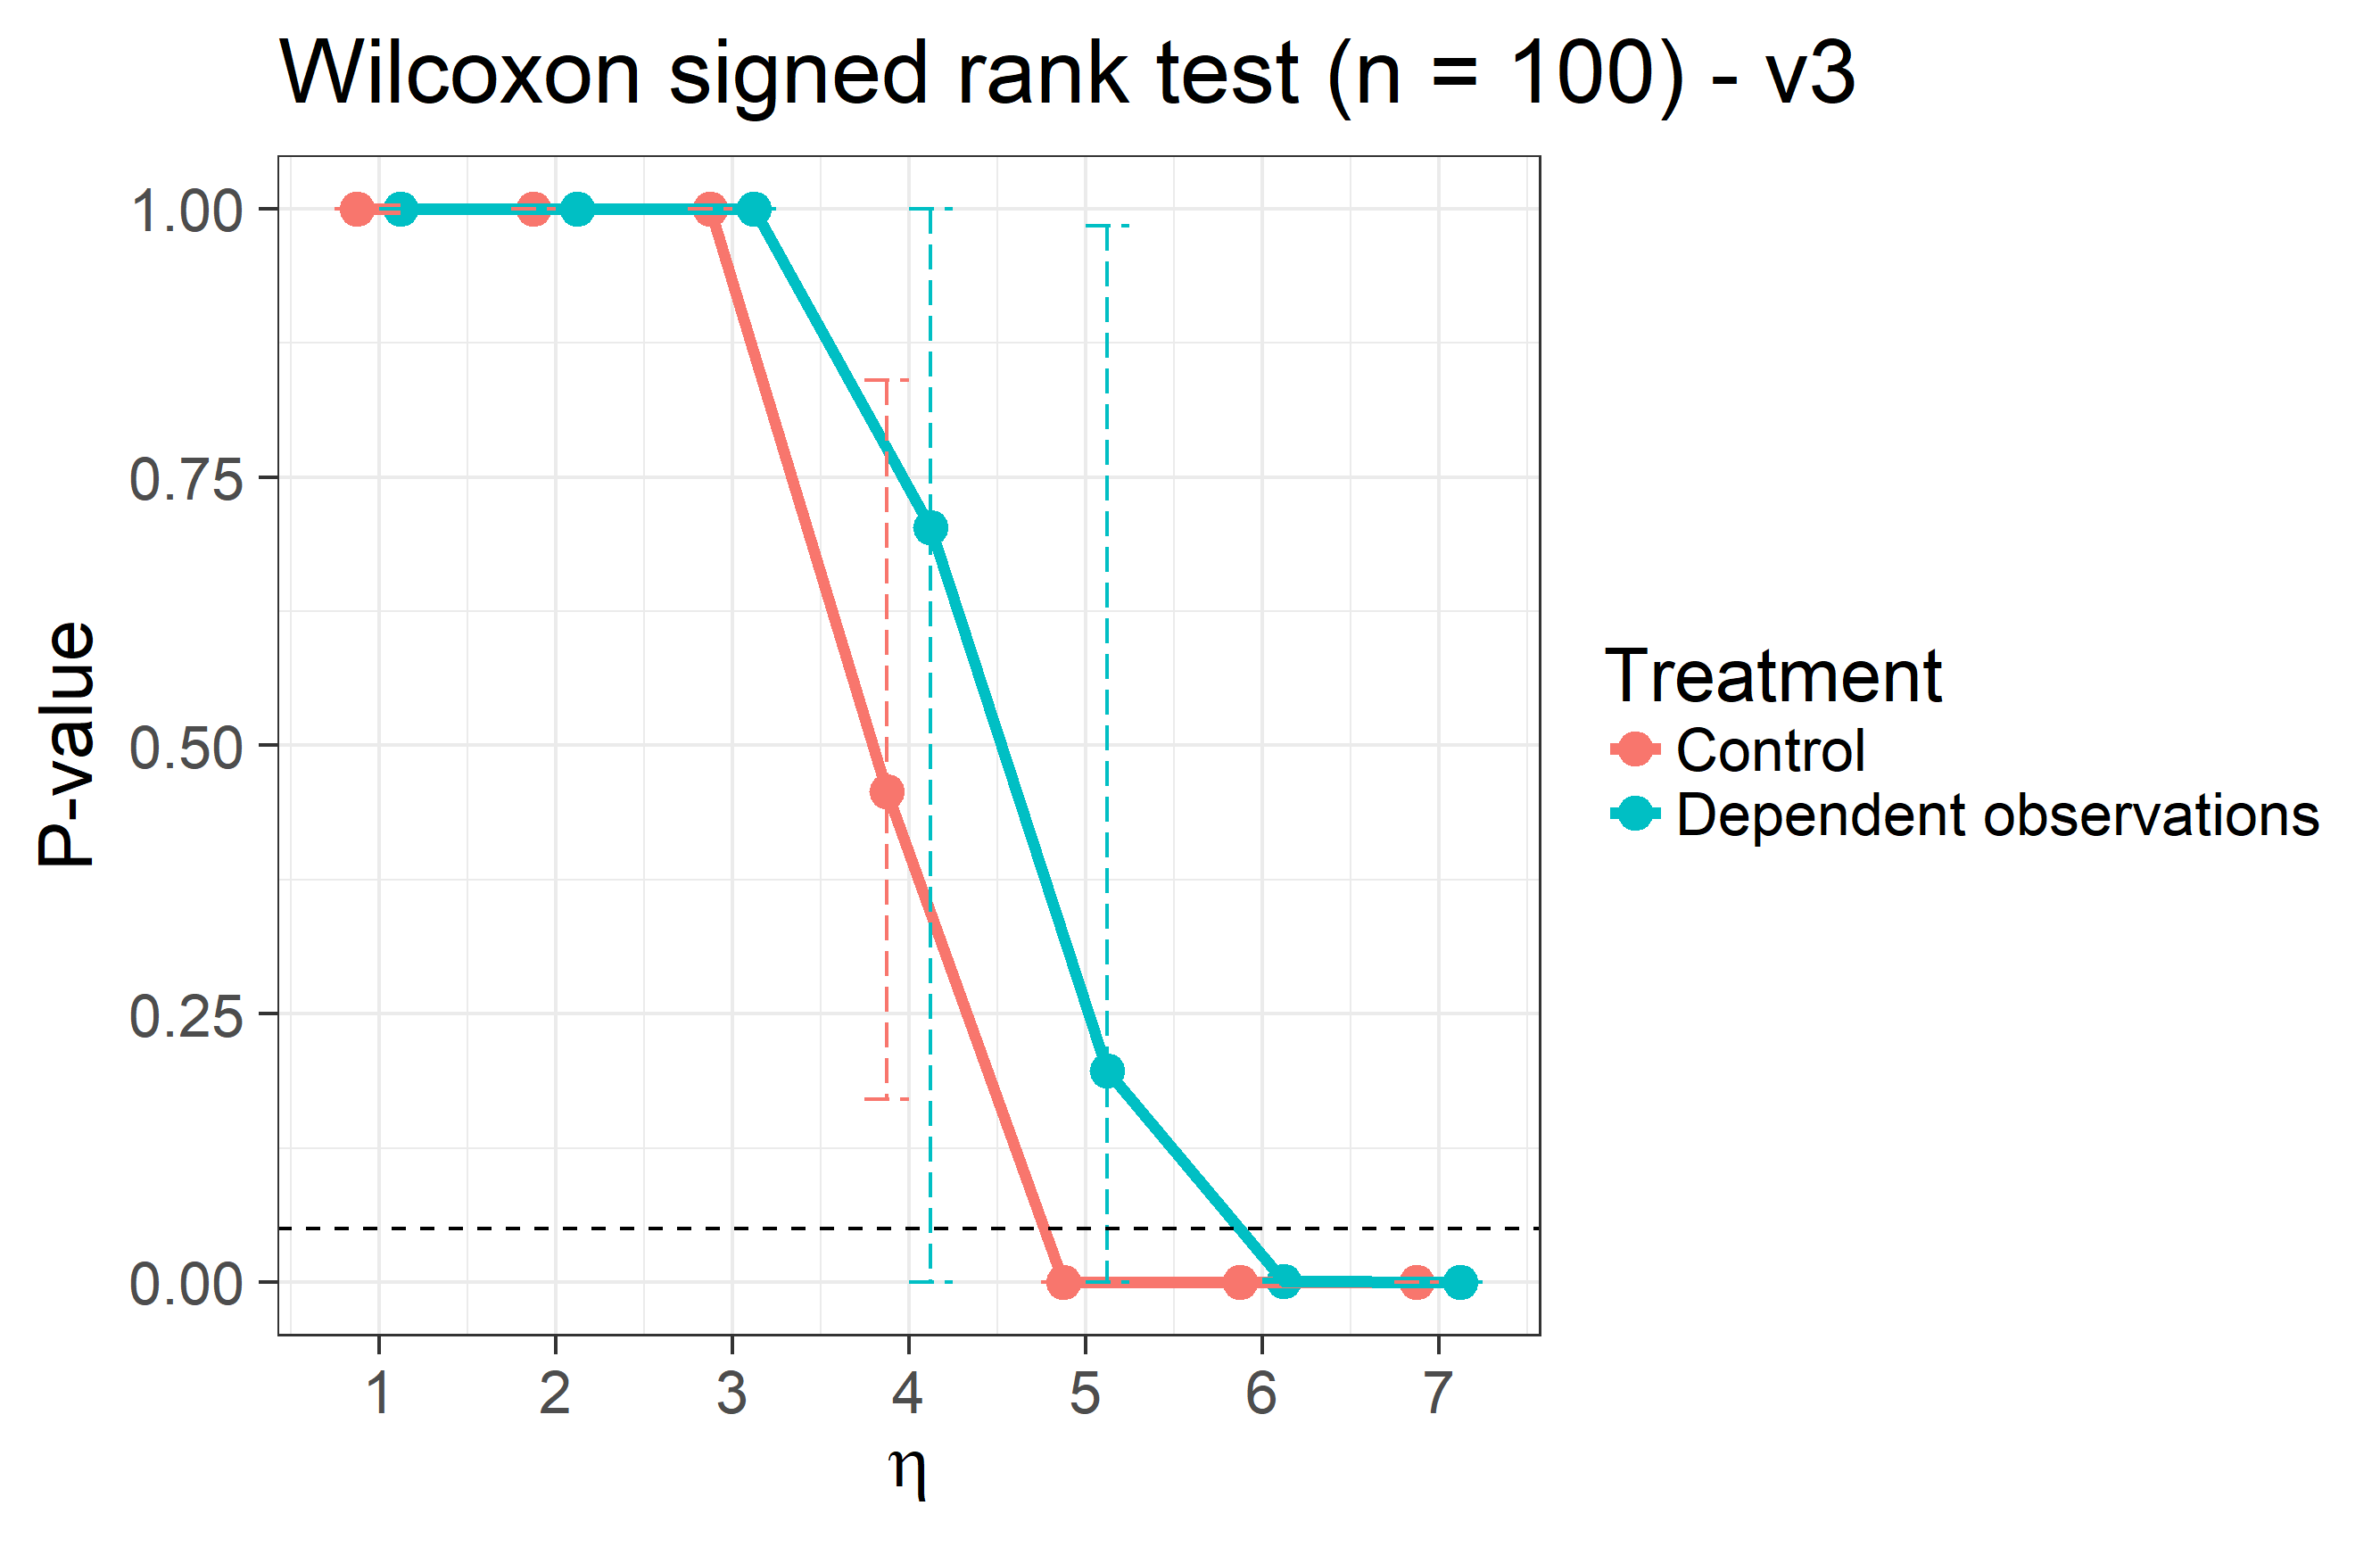 Wilcoxon signed rank test (n = 100) - v3
P-value
1.00
0.75
0.50
0.25
0.00
1 2 3 4 5 6 7
η
Treatment
Control
Dependent observations